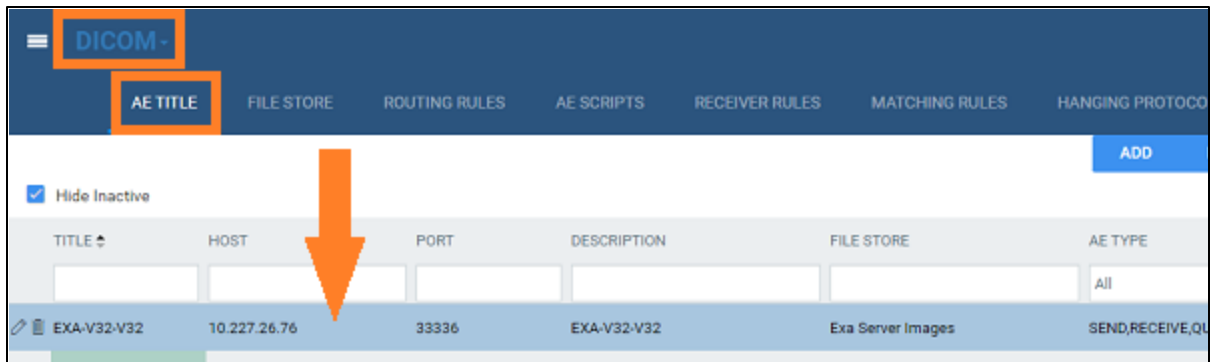 DICOM
AE TITLE FILE STORE ROUTING RULES AE SCRIPTS RECEIVER RULES MATCHING RULES HANGING PROTOCO
ADD
Hide Inactive
TITLE HOST PORT DESCRIPTION FILE STORE AE TYPE
All
EXA-V32-V32 10.227.26.76 33336 EXA-V32-V32 Exa Server Images SEND,RECEIVE,QU